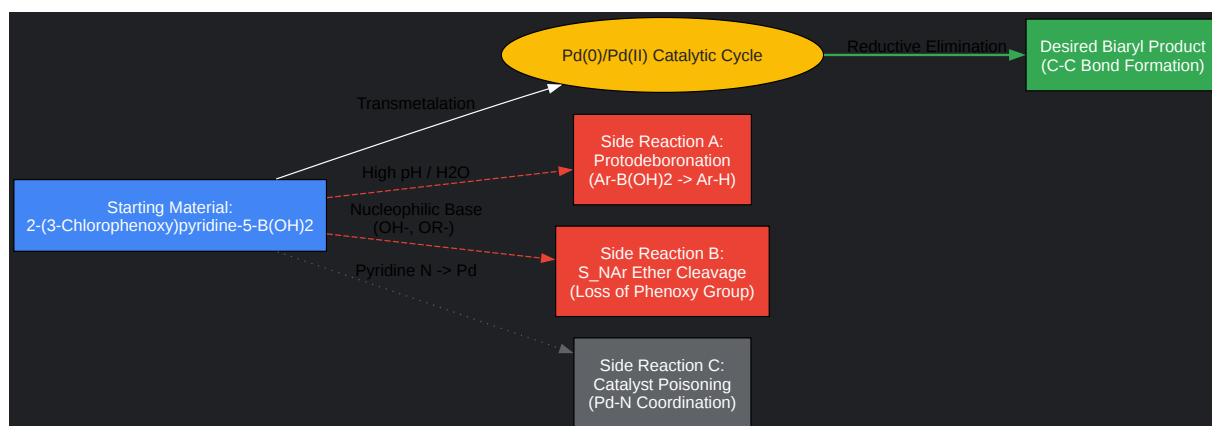 Pd(0)/Pd(II) Catalytic Cycle
Reductive Elimination
Desired Biaryl Product
(C-C Bond Formation)
Transmetalation
Side Reaction A:
Protodeboronation
(Ar-B(OH)2 -> Ar-H)
High pH / H2O
Starting Material:
2-(3-Chlorophenoxy)pyridine-5-B(OH)2
Nucleophilic Base
(OH-, OR-)
Side Reaction B:
S_NAr Ether Cleavage
(Loss of Phenoxy Group)
Pyridine N -> Pd
Side Reaction C:
Catalyst Poisoning
(Pd-N Coordination)